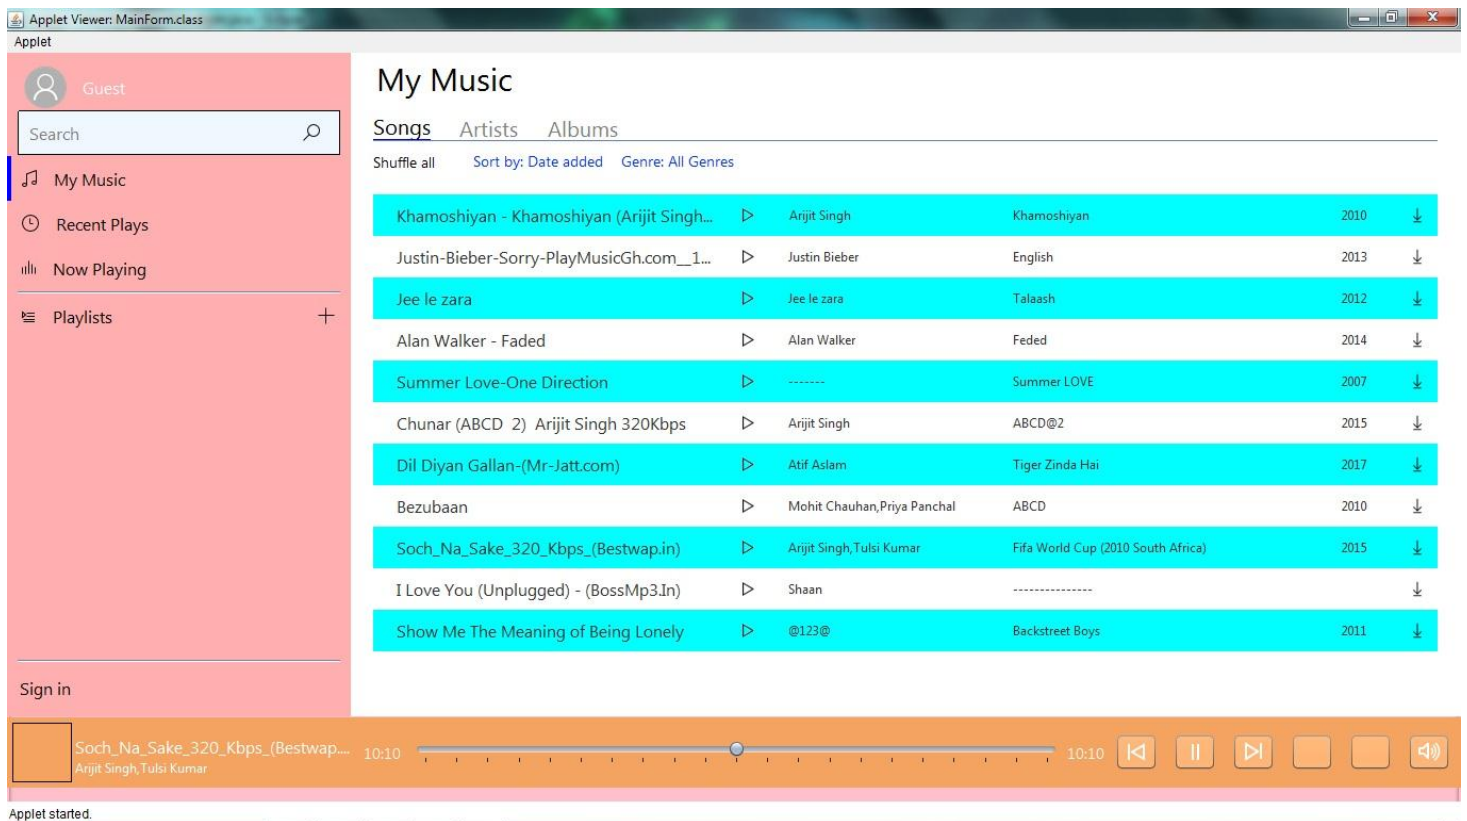 Applet Viewer: MainForm.class
Applet
Guest
Search
My Music
Recent Plays
Now Playing
Playlists
Sign in
My Music
Songs Artists Albums
Shuffle all Sort by: Date added Genre: All Genres
Khamoshiyan - Khamoshiyan (Arijit Singh... Arijit Singh Khamoshiyan 2010
Justin-Bieber-Sorry-PlayMusicGh.com__1... Justin Bieber English 2013
Jee le zara Jee le zara Talaash 2012
Alan Walker - Faded Alan Walker Feded 2014
Summer Love-One Direction ------- Summer LOVE 2007
Chunar (ABCD 2) Arijit Singh 320Kbps Arijit Singh ABCD@2 2015
Dil Diyan Gallan-(Mr-Jatt.com) Atif Aslam Tiger Zinda Hai 2017
Bezubaan Mohit Chauhan,Priya Panchal ABCD 2010
Soch_Na_Sake_320_Kbps_(Bestwap.in) Arijit Singh,Tulsi Kumar Fifa World Cup (2010 South Africa) 2015
I Love You (Unplugged) - (BossMp3.In) Shaan ---------------
Show Me The Meaning of Being Lonely @123@ Backstreet Boys 2011
Soch_Na_Sake_320_Kbps_(Bestwap.... 10:10 10:10
Arijit Singh,Tulsi Kumar
Applet started.